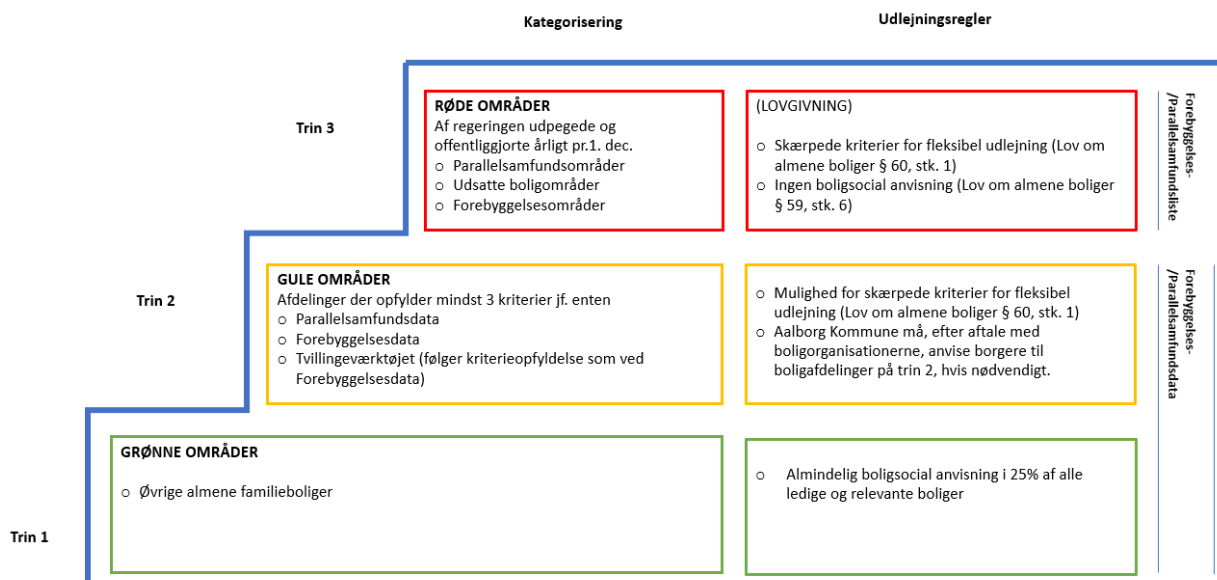 Kategorisering
Udlejningsregler
Trin 3
RØDE OMRÅDER
Af regeringen udpegede og
offentliggjorte årligt pr.1. dec.
o Parallelsamfundsområder
o Udsatte boligområder
o Forebyggelsesområder
(LOVGIVNING)
o Skærpede kriterier for fleksibel udlejning (Lov om
almene boliger § 60, stk. 1)
o Ingen boligsocial anvisning (Lov om almene boliger
§ 59, stk. 6)
Forebyggelses-
/Parallelsamfundsliste
Trin 2
GULE OMRÅDER
Afdelinger der opfylder mindst 3 kriterier jf. enten
o Parallelsamfundsdata
o Forebyggelsesdata
o Tvillingeværktøjet (følger kriterieopfyldelse som ved
Forebyggelsesdata)
o Mulighed for skærpede kriterier for fleksibel
udlejning (Lov om almene boliger § 60, stk. 1)
o Aalborg Kommune må, efter aftale med
boligorganisationerne, anvise borgere til
boligafdelinger på trin 2, hvis nødvendigt.
Forebyggelses-
/Parallelsamfundsdata
Trin 1
GRØNNE OMRÅDER
o Øvrige almene familieboliger
o Almindelig boligsocial anvisning i 25% af alle
ledige og relevante boliger